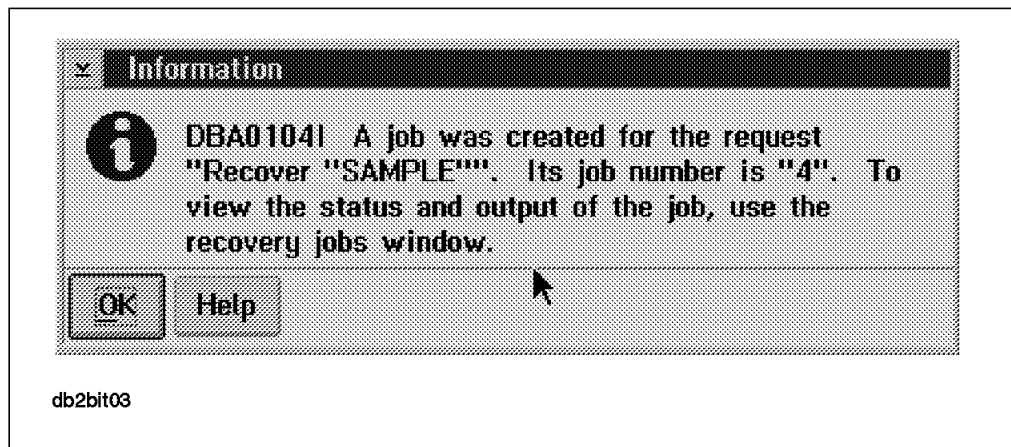 Information
DBA0104I A job was created for the request
"Recover "SAMPLE"". Its job number is "4". To
view the status and output of the job, use the
recovery jobs window.
OK Help
db2bit03